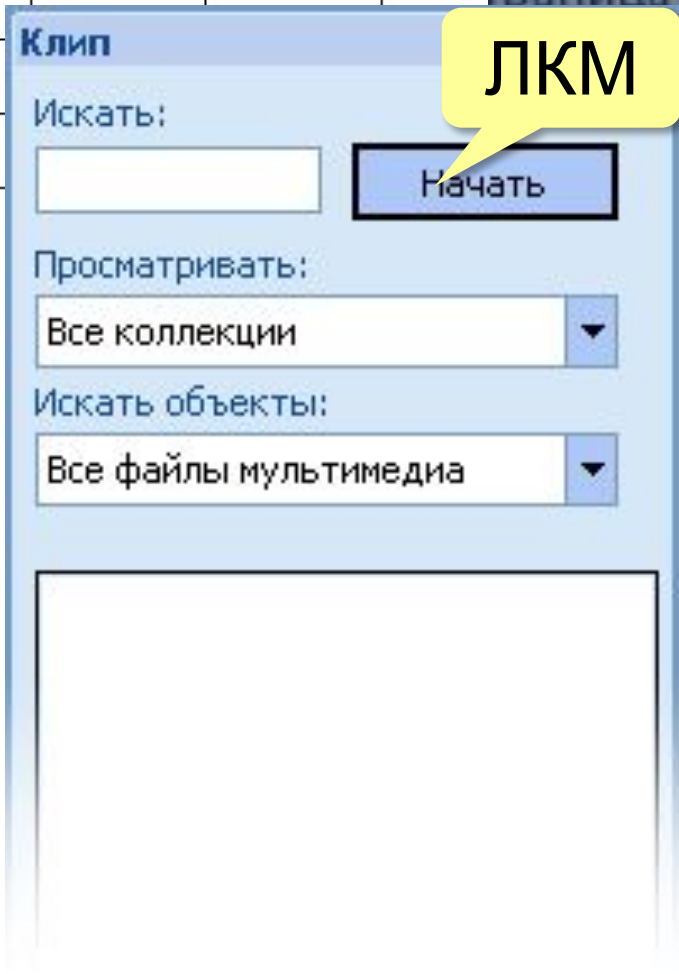 Клип
ЛКМ
Искать:
Начать
Просматривать:
Все коллекции
Искать объекты:
Все файлы мультимедиа